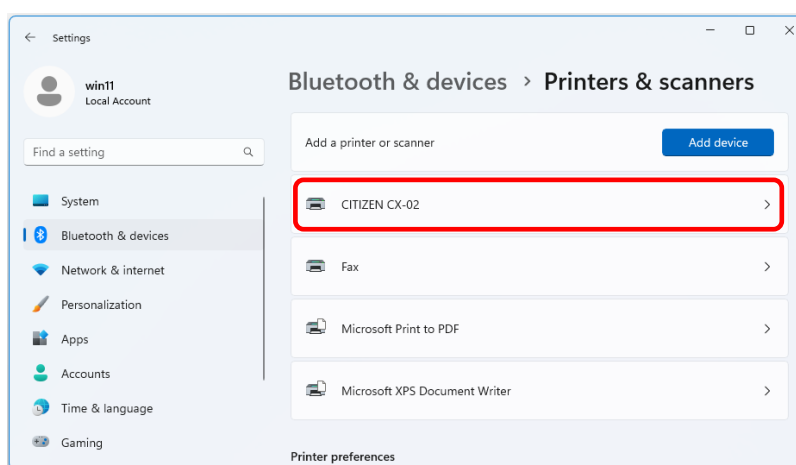 Settings
win11
Local Account
Find a setting
System
Bluetooth & devices
Network & internet
Personalization
Apps
Accounts
Time & language
Gaming
Bluetooth & devices > Printers & scanners
Add a printer or scanner
Add device
CITIZEN CX-02
Fax
Microsoft Print to PDF
Microsoft XPS Document Writer
Printer preferences